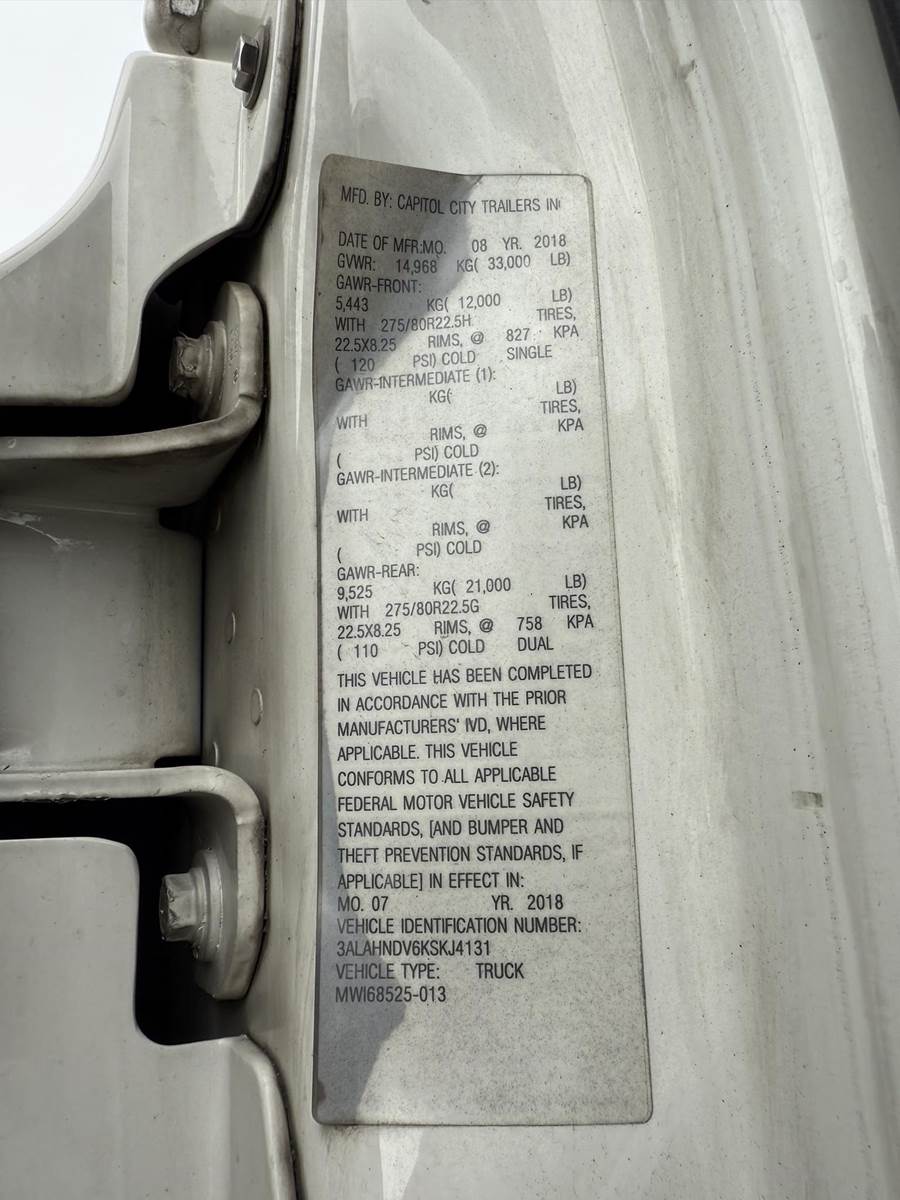 MFD. BY: CAPITOL CITY TRAILERS IN
DATE OF MFR:MO. 08 YR. 2018
GVWR: 14,968 KG( 33,000 LB)
GAWR-FRONT:
5,443 KG( 12,000 LB)
WITH 275/80R22.5H TIRES,
22.5X8.25 RIMS, @ 827 KPA
( 120 PSI) COLD SINGLE
GAWR-INTERMEDIATE (1):
KG( LB)
WITH TIRES,
RIMS, @ KPA
( PSI) COLD
GAWR-INTERMEDIATE (2):
KG( LB)
WITH TIRES,
RIMS, @ KPA
( PSI) COLD
GAWR-REAR:
9,525 KG( 21,000 LB)
WITH 275/80R22.5G TIRES,
22.5X8.25 RIMS, @ 758 KPA
( 110 PSI) COLD DUAL
THIS VEHICLE HAS BEEN COMPLETED
IN ACCORDANCE WITH THE PRIOR
MANUFACTURERS' IVD, WHERE
APPLICABLE. THIS VEHICLE
CONFORMS TO ALL APPLICABLE
FEDERAL MOTOR VEHICLE SAFETY
STANDARDS, [AND BUMPER AND
THEFT PREVENTION STANDARDS, IF
APPLICABLE] IN EFFECT IN:
MO. 07 YR. 2018
VEHICLE IDENTIFICATION NUMBER:
3ALAHNDV6KSKJ4131
VEHICLE TYPE: TRUCK
MWI68525-013